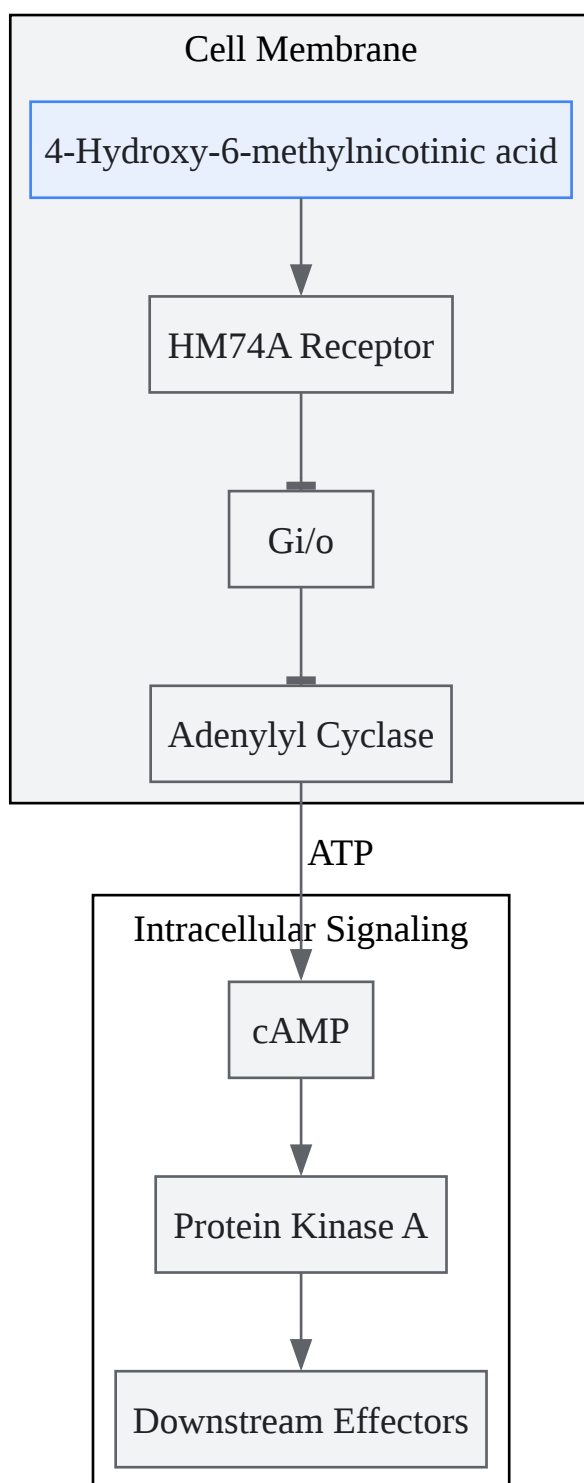 Cell Membrane
4-Hydroxy-6-methylnicotinic acid
HM74A Receptor
Gi/o
Adenylyl Cyclase
ATP
Intracellular Signaling
cAMP
Protein Kinase A
Downstream Effectors